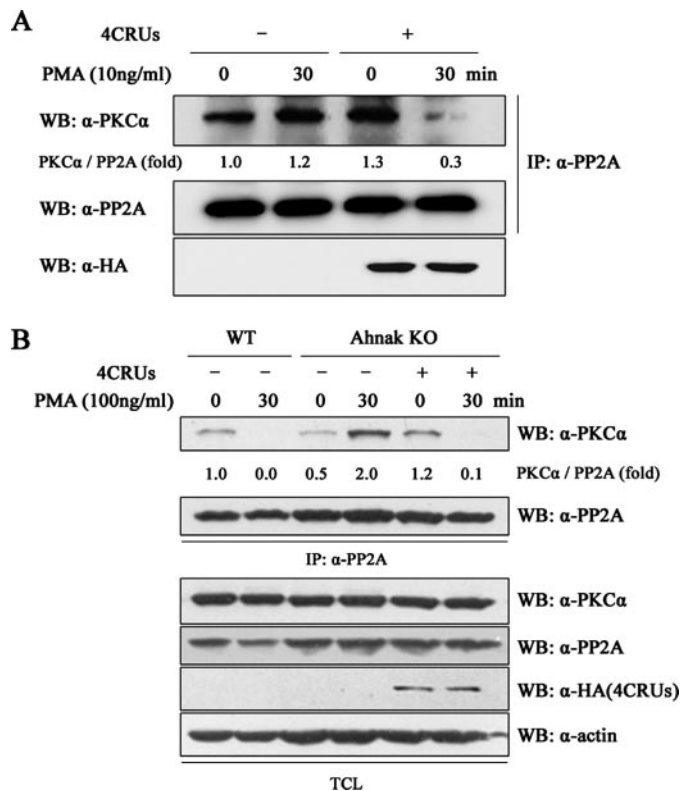 A
4CRUs – +
PMA (10ng/ml) 0 30 0 30 min
WB: α-PKCα
PKCα / PP2A (fold) 1.0 1.2 1.3 0.3
IP: α-PP2A
WB: α-PP2A
WB: α-HA
B
WT Ahnak KO
4CRUs – – – – + +
PMA (100ng/ml) 0 30 0 30 0 30 min
WB: α-PKCα
1.0 0.0 0.5 2.0 1.2 0.1 PKCα / PP2A (fold)
WB: α-PP2A
IP: α-PP2A
WB: α-PKCα
WB: α-PP2A
WB: α-HA(4CRUs)
WB: α-actin
TCL